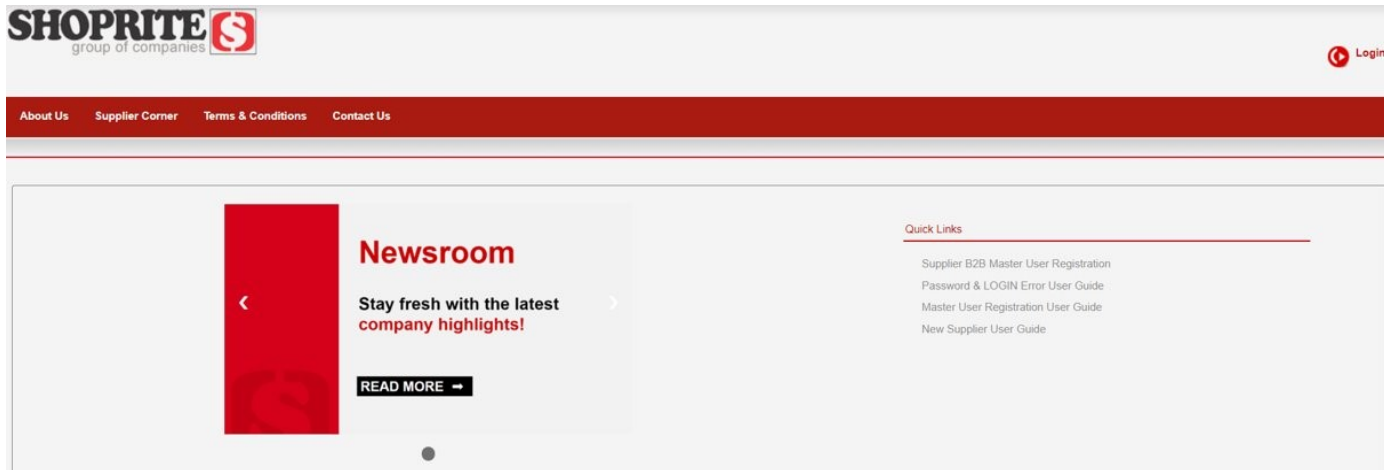 SHOPRITE
group of companies
Login
About Us Supplier Corner Terms & Conditions Contact Us
Newsroom
Stay fresh with the latest
company highlights!
READ MORE
Quick Links
Supplier B2B Master User Registration
Password & LOGIN Error User Guide
Master User Registration User Guide
New Supplier User Guide